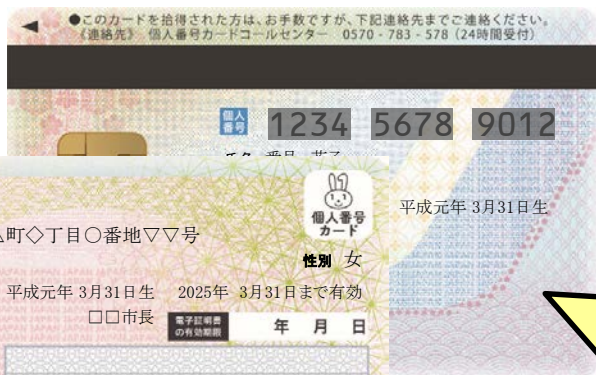 ●このカードを拾得された方は、お手数ですが、下記連絡先までご連絡ください。
《連絡先》 個人番号カードコールセンター 0570-783-578（24時間受付）
個人番号 1234 5678 9012
番号 花子
平成元年 3月31日生
個人番号
カード
町◇丁目○番地▽▽号
性別 女
平成元年 3月31日生 2025年 3月31日まで有効
□□市長
電子証明書
の有効期限
年 月 日